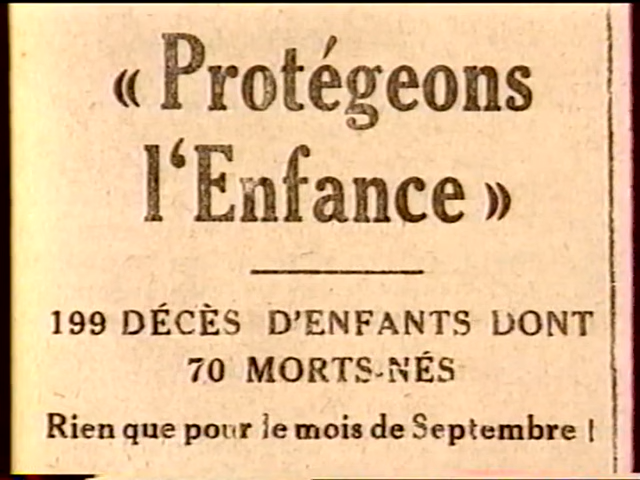 « Protégeons
l'Enfance »
199 DÉCÈS D'ENFANTS DONT
70 MORTS-NÉS
Rien que pour le mois de Septembre !